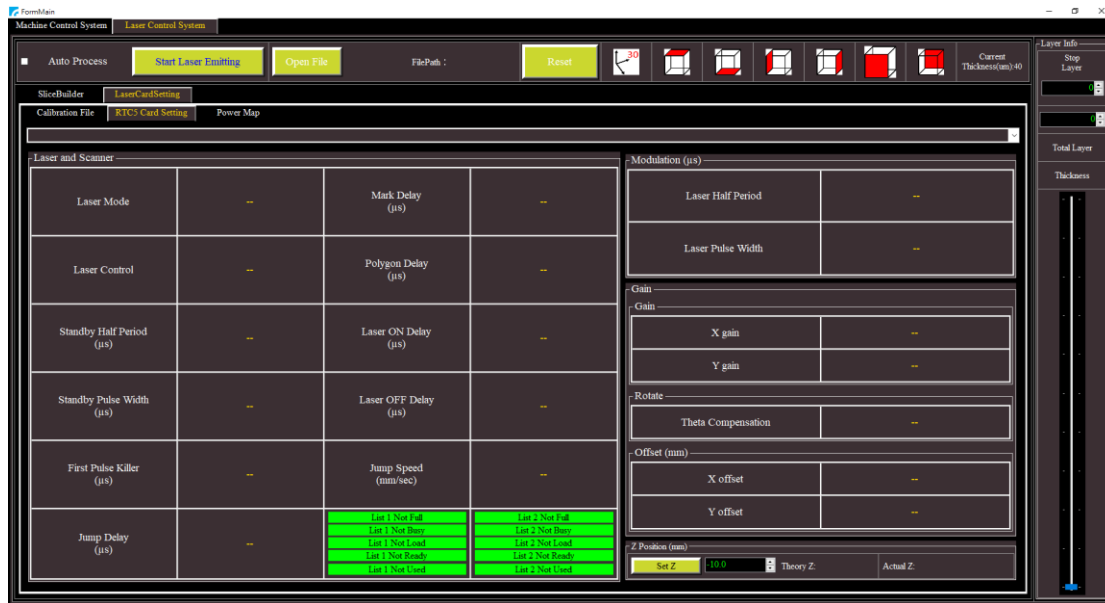 FormMain
Machine Control System Laser Control System
Auto Process Start Laser Emitting Open File FilePath : Reset 30 Current
Thickness(um):40
Layer Info
Stop
Layer
0
0
Total Layer
Thickness
SliceBuilder LaserCardSetting
Calibration File RTC5 Card Setting Power Map
Laser and Scanner
Laser Mode -- Mark Delay
(µs) --
Laser Control -- Polygon Delay
(µs) --
Standby Half Period
(µs) -- Laser ON Delay
(µs) --
Standby Pulse Width
(µs) -- Laser OFF Delay
(µs) --
First Pulse Killer
(µs) -- Jump Speed
(mm/sec) --
Jump Delay
(µs) --
List 1 Not Full List 2 Not Full
List 1 Not Busy List 2 Not Busy
List 1 Not Load List 2 Not Load
List 1 Not Ready List 2 Not Ready
List 1 Not Used List 2 Not Used
Modulation (µs)
Laser Half Period --
Laser Pulse Width --
Gain
Gain
X gain --
Y gain --
Rotate
Theta Compensation --
Offset (mm)
X offset --
Y offset --
Z Position (mm)
Set Z -10.0 Theory Z: Actual Z: